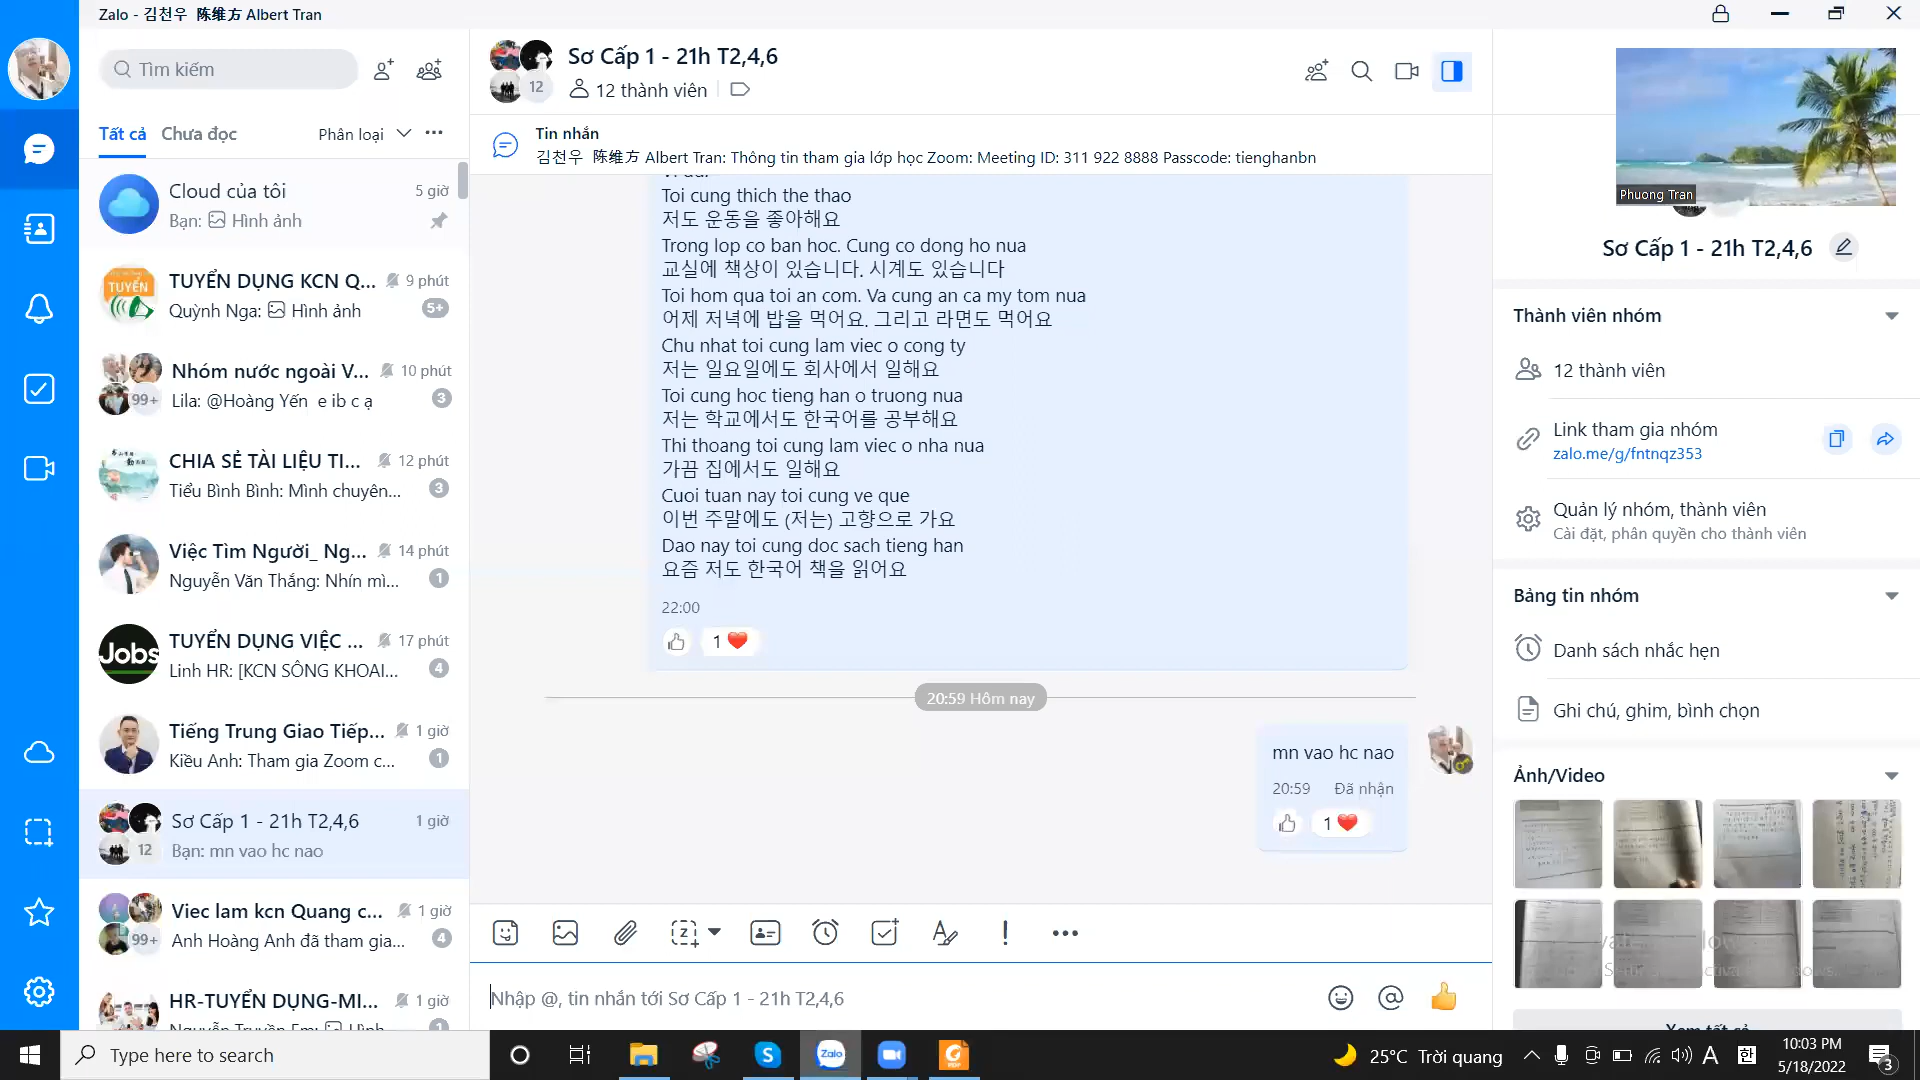 Zalo - 김천우 陈维方 Albert Tran
Tìm kiếm
Tất cả Chưa đọc Phân loại
Cloud của tôi 5 giờ
Bạn: Hình ảnh
TUYỂN DỤNG KCN Q... 9 phút
Quỳnh Nga: Hình ảnh 5+
Nhóm nước ngoài V... 10 phút
99+ Lila: @Hoàng Yến e ib c ạ 3
CHIA SẺ TÀI LIỆU TI... 12 phút
Tiểu Bình Bình: Mình chuyên... 3
Việc Tìm Người_ Ng... 14 phút
Nguyễn Văn Thắng: Nhín mì... 1
TUYỂN DỤNG VIỆC ... 17 phút
Jobs
Linh HR: [KCN SÔNG KHOAI... 4
Tiếng Trung Giao Tiếp... 1 giờ
Kiều Anh: Tham gia Zoom c... 1
Sơ Cấp 1 - 21h T2,4,6 1 giờ
12 Bạn: mn vao hc nao
Viec lam kcn Quang c... 1 giờ
99+ Anh Hoàng Anh đã tham gia... 4
HR-TUYỂN DỤNG-MI... 1 giờ
Nguyễn Truyền Em: Hình 1
Sơ Cấp 1 - 21h T2,4,6
12 12 thành viên
Tin nhắn
김천우 陈维方 Albert Tran: Thông tin tham gia lớp học Zoom: Meeting ID: 311 922 8888 Passcode: tienghanbn
Toi cung thich the thao
저도 운동을 좋아해요
Trong lop co ban hoc. Cung co dong ho nua
교실에 책상이 있습니다. 시계도 있습니다
Toi hom qua toi an com. Va cung an ca my tom nua
어제 저녁에 밥을 먹어요. 그리고 라면도 먹어요
Chu nhat toi cung lam viec o cong ty
저는 일요일에도 회사에서 일해요
Toi cung hoc tieng han o truong nua
저는 학교에서도 한국어를 공부해요
Thi thoang toi cung lam viec o nha nua
가끔 집에서도 일해요
Cuoi tuan nay toi cung ve que
이번 주말에도 (저는) 고향으로 가요
Dao nay toi cung doc sach tieng han
요즘 저도 한국어 책을 읽어요
22:00
1
20:59 Hôm nay
mn vao hc nao
20:59 Đã nhận
1
Nhập @, tin nhắn tới Sơ Cấp 1 - 21h T2,4,6
Phuong Tran
Sơ Cấp 1 - 21h T2,4,6
Thành viên nhóm
12 thành viên
Link tham gia nhóm
zalo.me/g/fntnqz353
Quản lý nhóm, thành viên
Cài đặt, phân quyền cho thành viên
Bảng tin nhóm
Danh sách nhắc hẹn
Ghi chú, ghim, bình chọn
Ảnh/Video
Xem tất cả
Type here to search
Zalo
25°C Trời quang
A 한
10:03 PM
5/18/2022
3